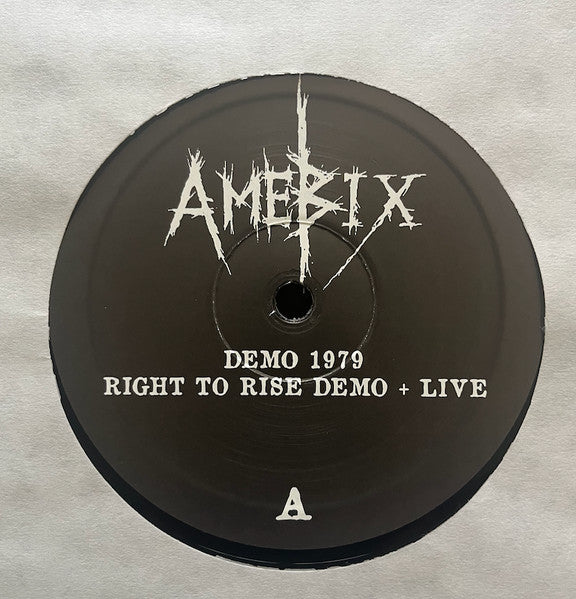 AMEBIX
DEMO 1979
RIGHT TO RISE DEMO + LIVE
A